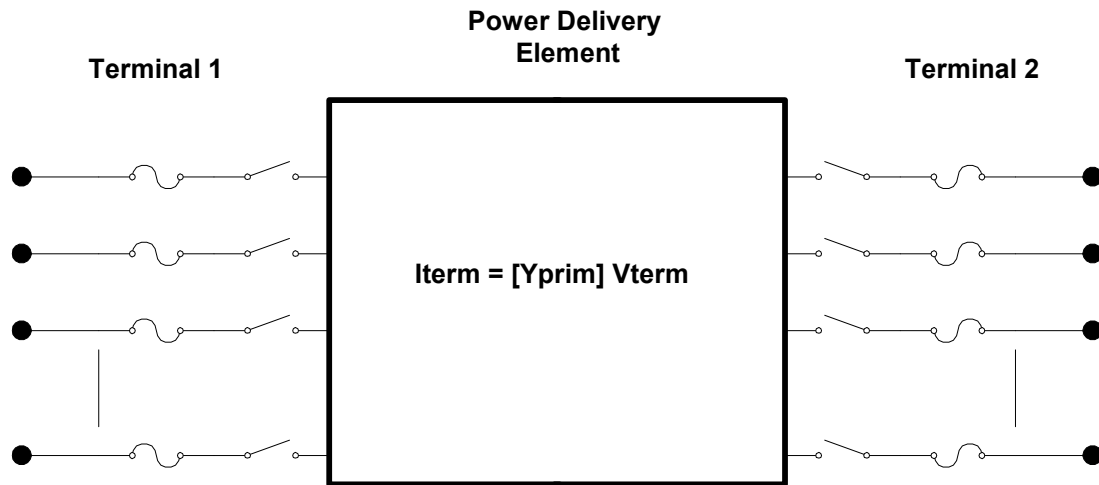 Power Delivery
Element
Terminal 1
Terminal 2
Iterm = [Yprim] Vterm